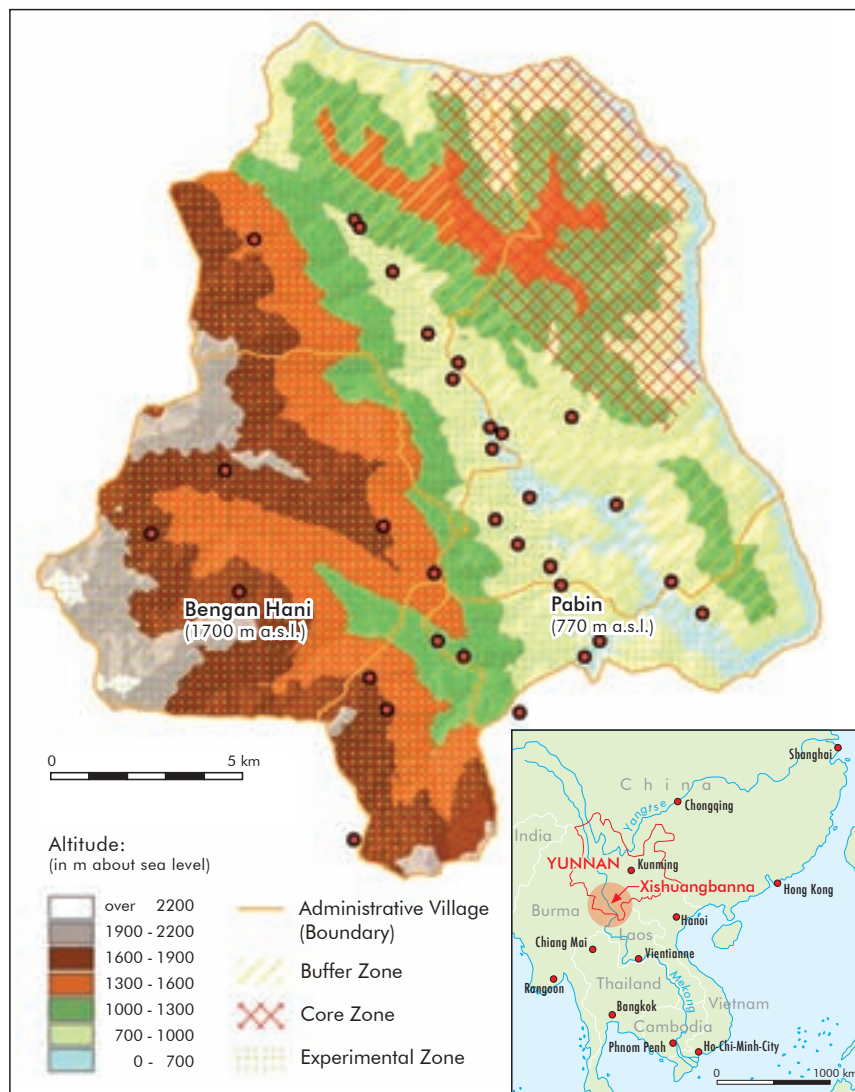 Bengan Hani
(1700 m a.s.l.)
Pabin
(770 m a.s.l.)
0 5 km
Altitude:
(in m about sea level)
over 2200
1900 - 2200
1600 - 1900
1300 - 1600
1000 - 1300
700 - 1000
0 - 700
Administrative Village
(Boundary)
Buffer Zone
Core Zone
Experimental Zone
Shanghai
China
Yangtse
Chongqing
India
YUNNAN
Kunming
Xishuangbanna
Hong Kong
Burma
Hanoi
Laos
Chiang Mai
Vientianne
Rangoon
Thailand
Mekong
Vietnam
Bangkok
Cambodia
Phnom Penh
Ho-Chi-Minh-City
0 1000 km